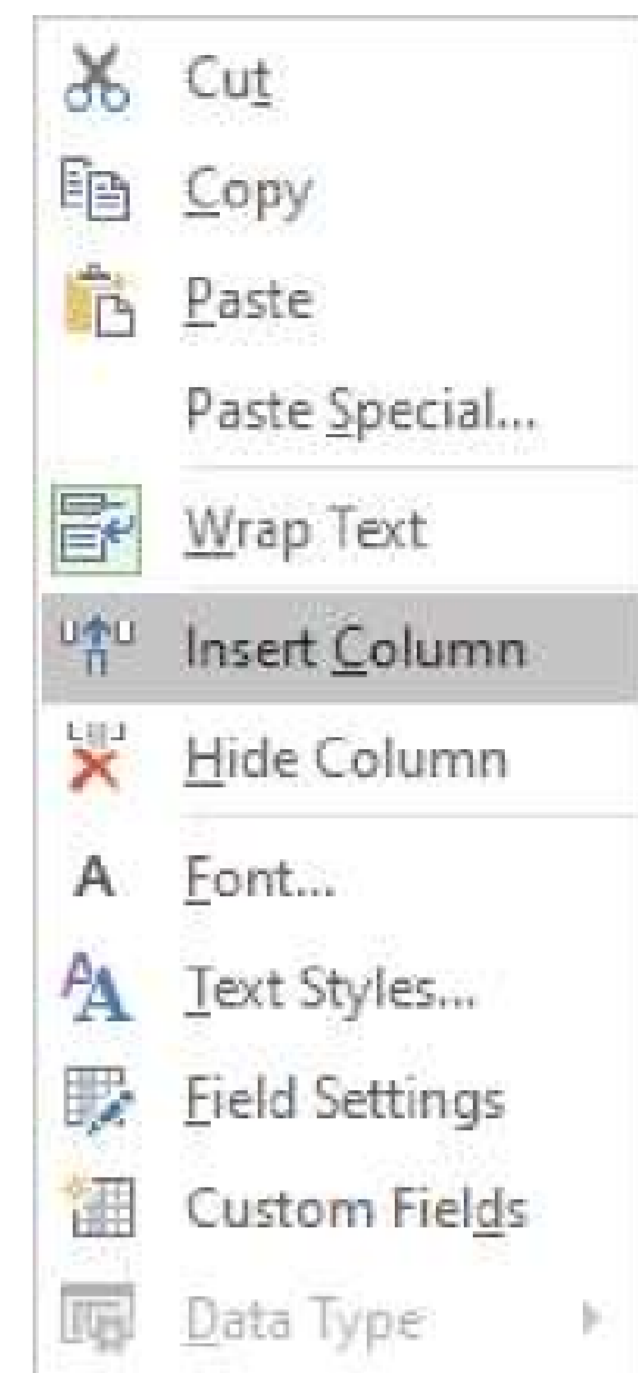 Cut
Copy
Paste
Paste Special...
Wrap Text
Insert Column
Hide Column
A Font...
Text Styles...
Field Settings
Custom Fields
Data Type